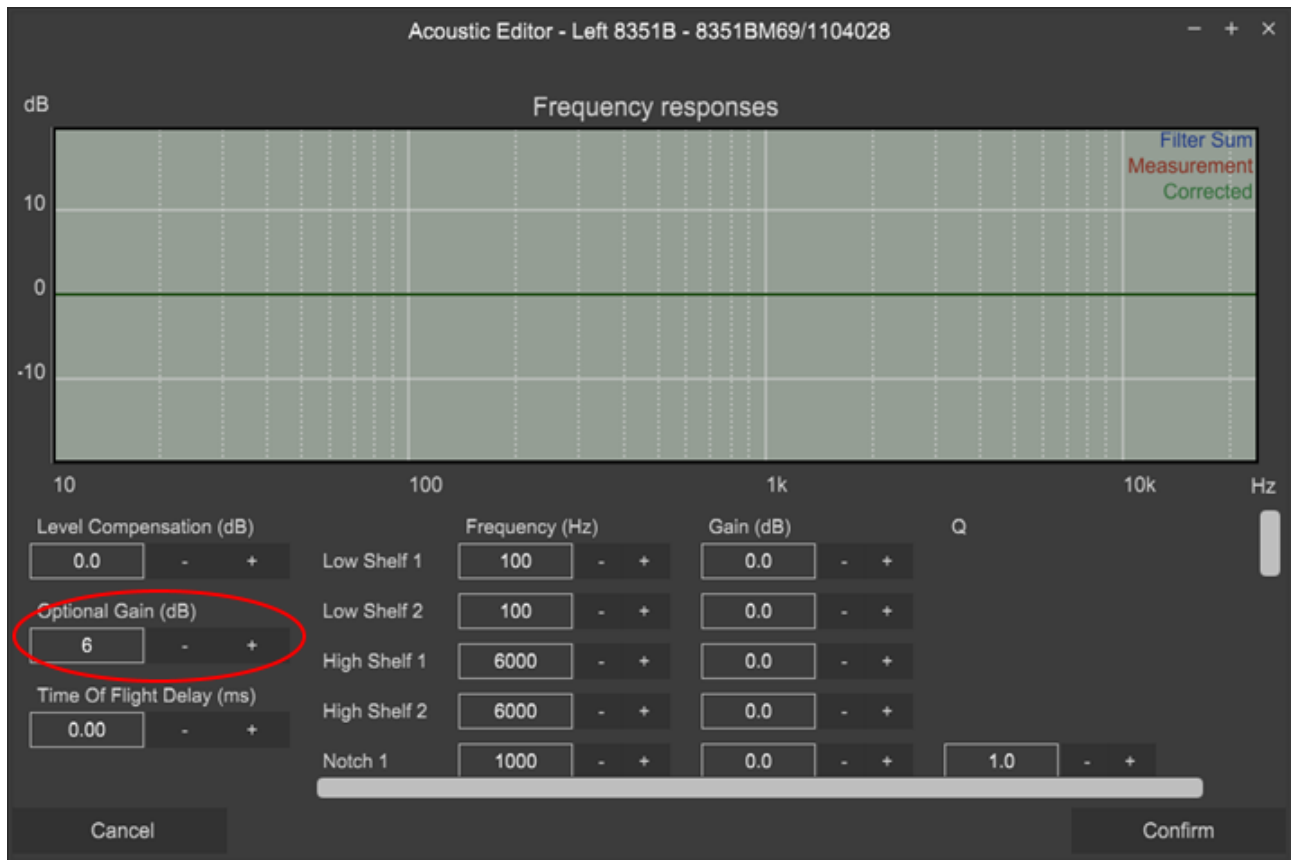 Acoustic Editor - Left 8351B - 8351BM69/1104028 - + ×
dB Frequency responses
Filter Sum
Measurement
Corrected
10
0
-10
10 100 1k 10k Hz
Level Compensation (dB) Frequency (Hz) Gain (dB) Q
0.0 - + Low Shelf 1 100 - + 0.0 - +
Optional Gain (dB) Low Shelf 2 100 - + 0.0 - +
6 - + High Shelf 1 6000 - + 0.0 - +
Time Of Flight Delay (ms) High Shelf 2 6000 - + 0.0 - +
0.00 - +
Notch 1 1000 - + 0.0 - + 1.0 - +
Cancel Confirm